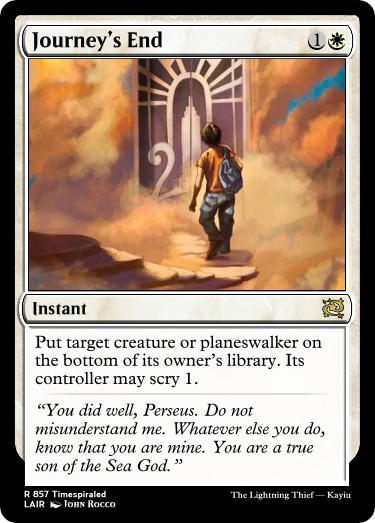 Journey's End
1
2
Instant
Put target creature or planeswalker on
the bottom of its owner's library. Its
controller may scry 1.
“You did well, Perseus. Do not
misunderstand me. Whatever else you do,
know that you are mine. You are a true
son of the Sea God.”
R 857 Timespiraled
LAIR John Rocco
The Lightning Thief — Kayiu